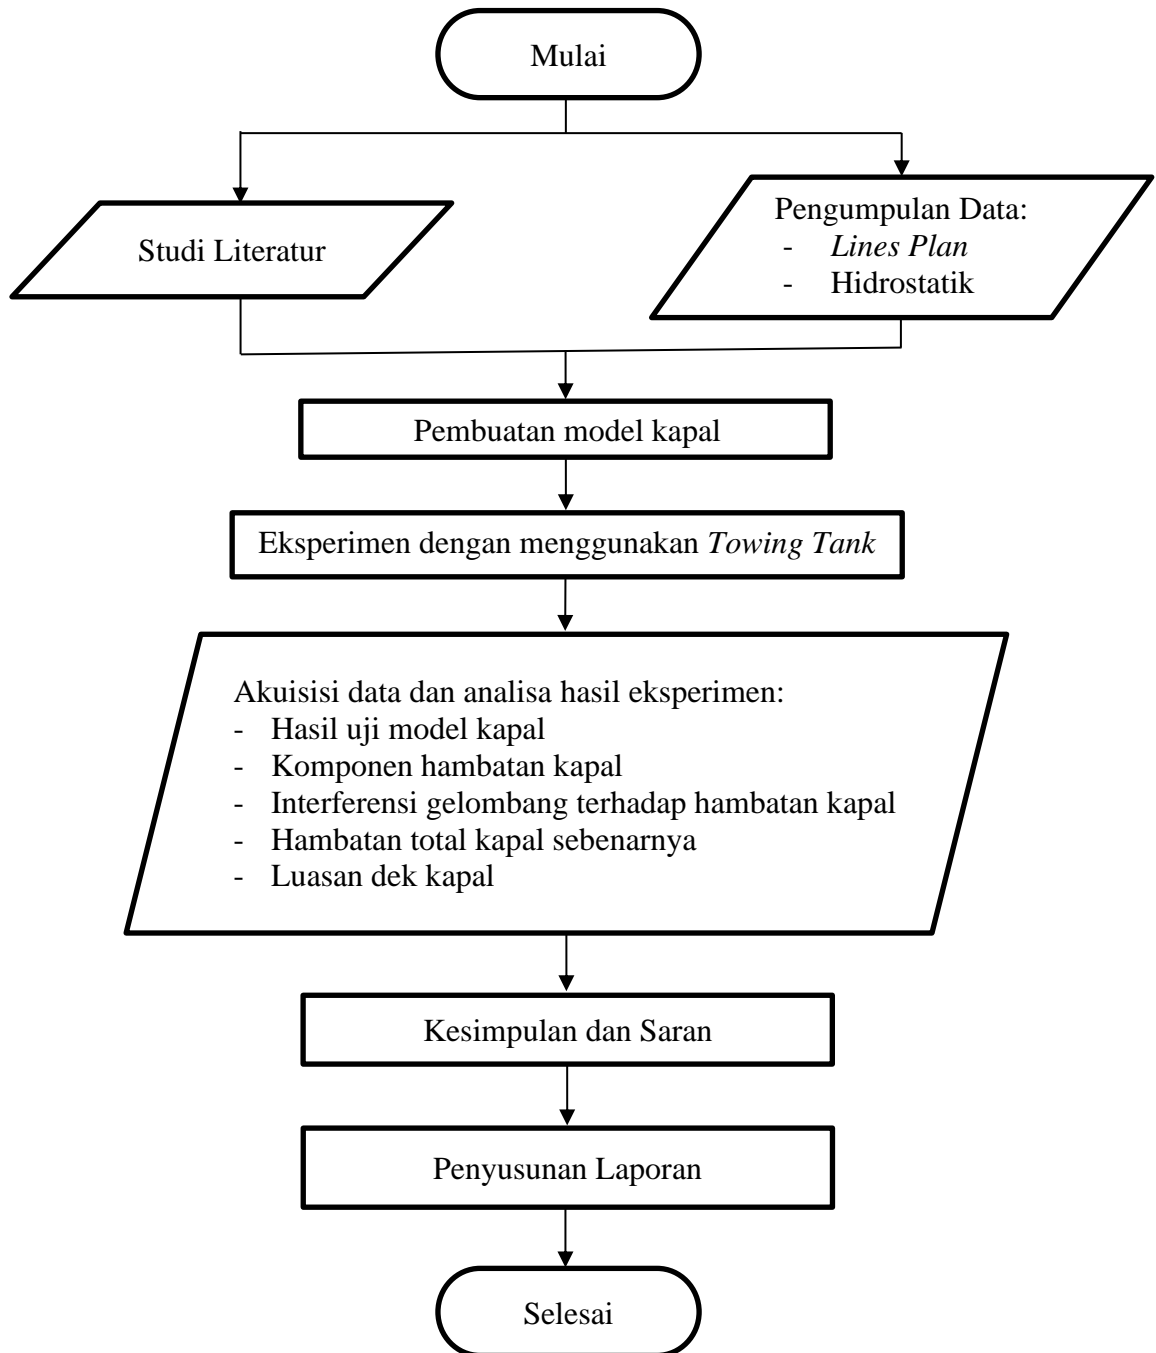 Mulai
Studi Literatur
Pengumpulan Data:
- Lines Plan
- Hidrostatik
Pembuatan model kapal
Eksperimen dengan menggunakan Towing Tank
Akuisisi data dan analisa hasil eksperimen:
- Hasil uji model kapal
- Komponen hambatan kapal
- Interferensi gelombang terhadap hambatan kapal
- Hambatan total kapal sebenarnya
- Luasan dek kapal
Kesimpulan dan Saran
Penyusunan Laporan
Selesai